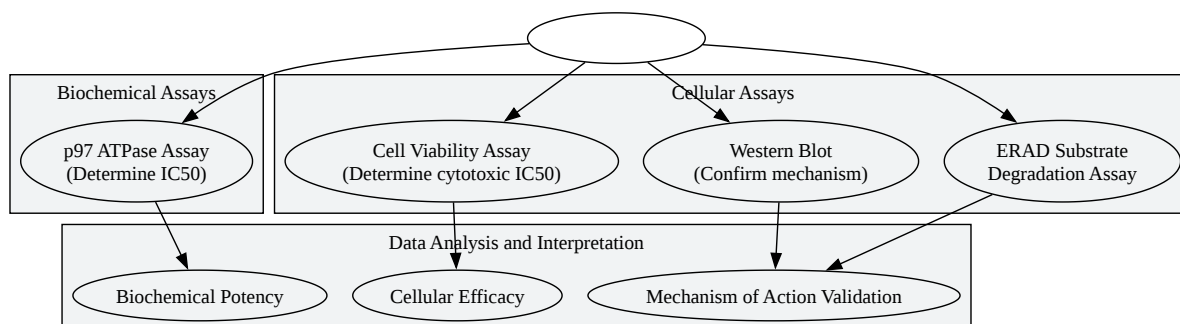 Biochemical Assays
Cellular Assays
p97 ATPase Assay
(Determine IC50)
Cell Viability Assay
(Determine cytotoxic IC50)
Western Blot
(Confirm mechanism)
ERAD Substrate
Degradation Assay
Data Analysis and Interpretation
Biochemical Potency
Cellular Efficacy
Mechanism of Action Validation